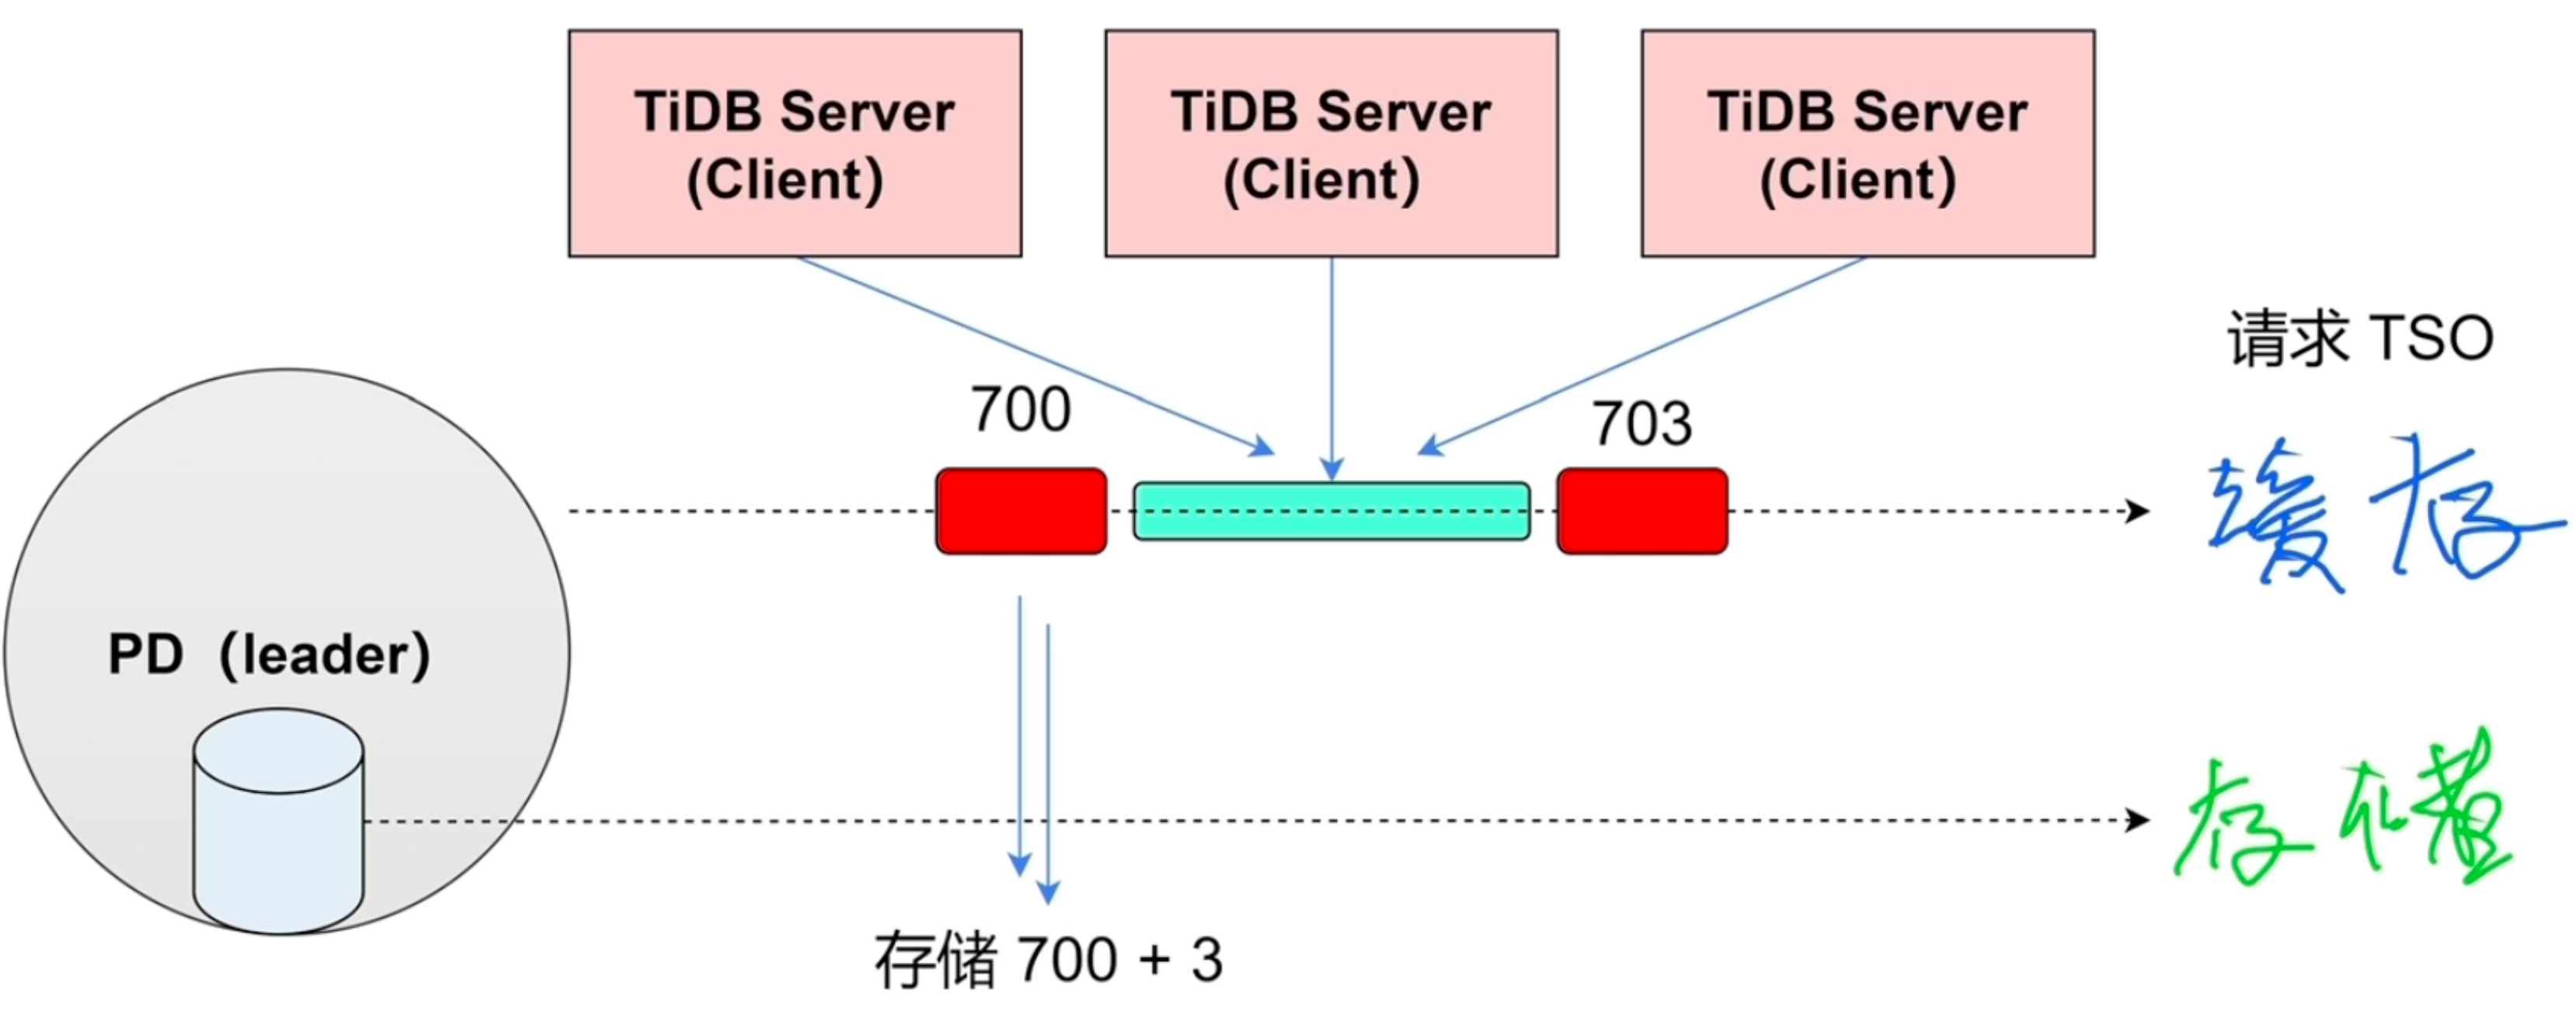 TiDB Server
(Client)
TiDB Server
(Client)
TiDB Server
(Client)
请求 TSO
700
703
缓存
PD（leader）
存储
存储 700 + 3